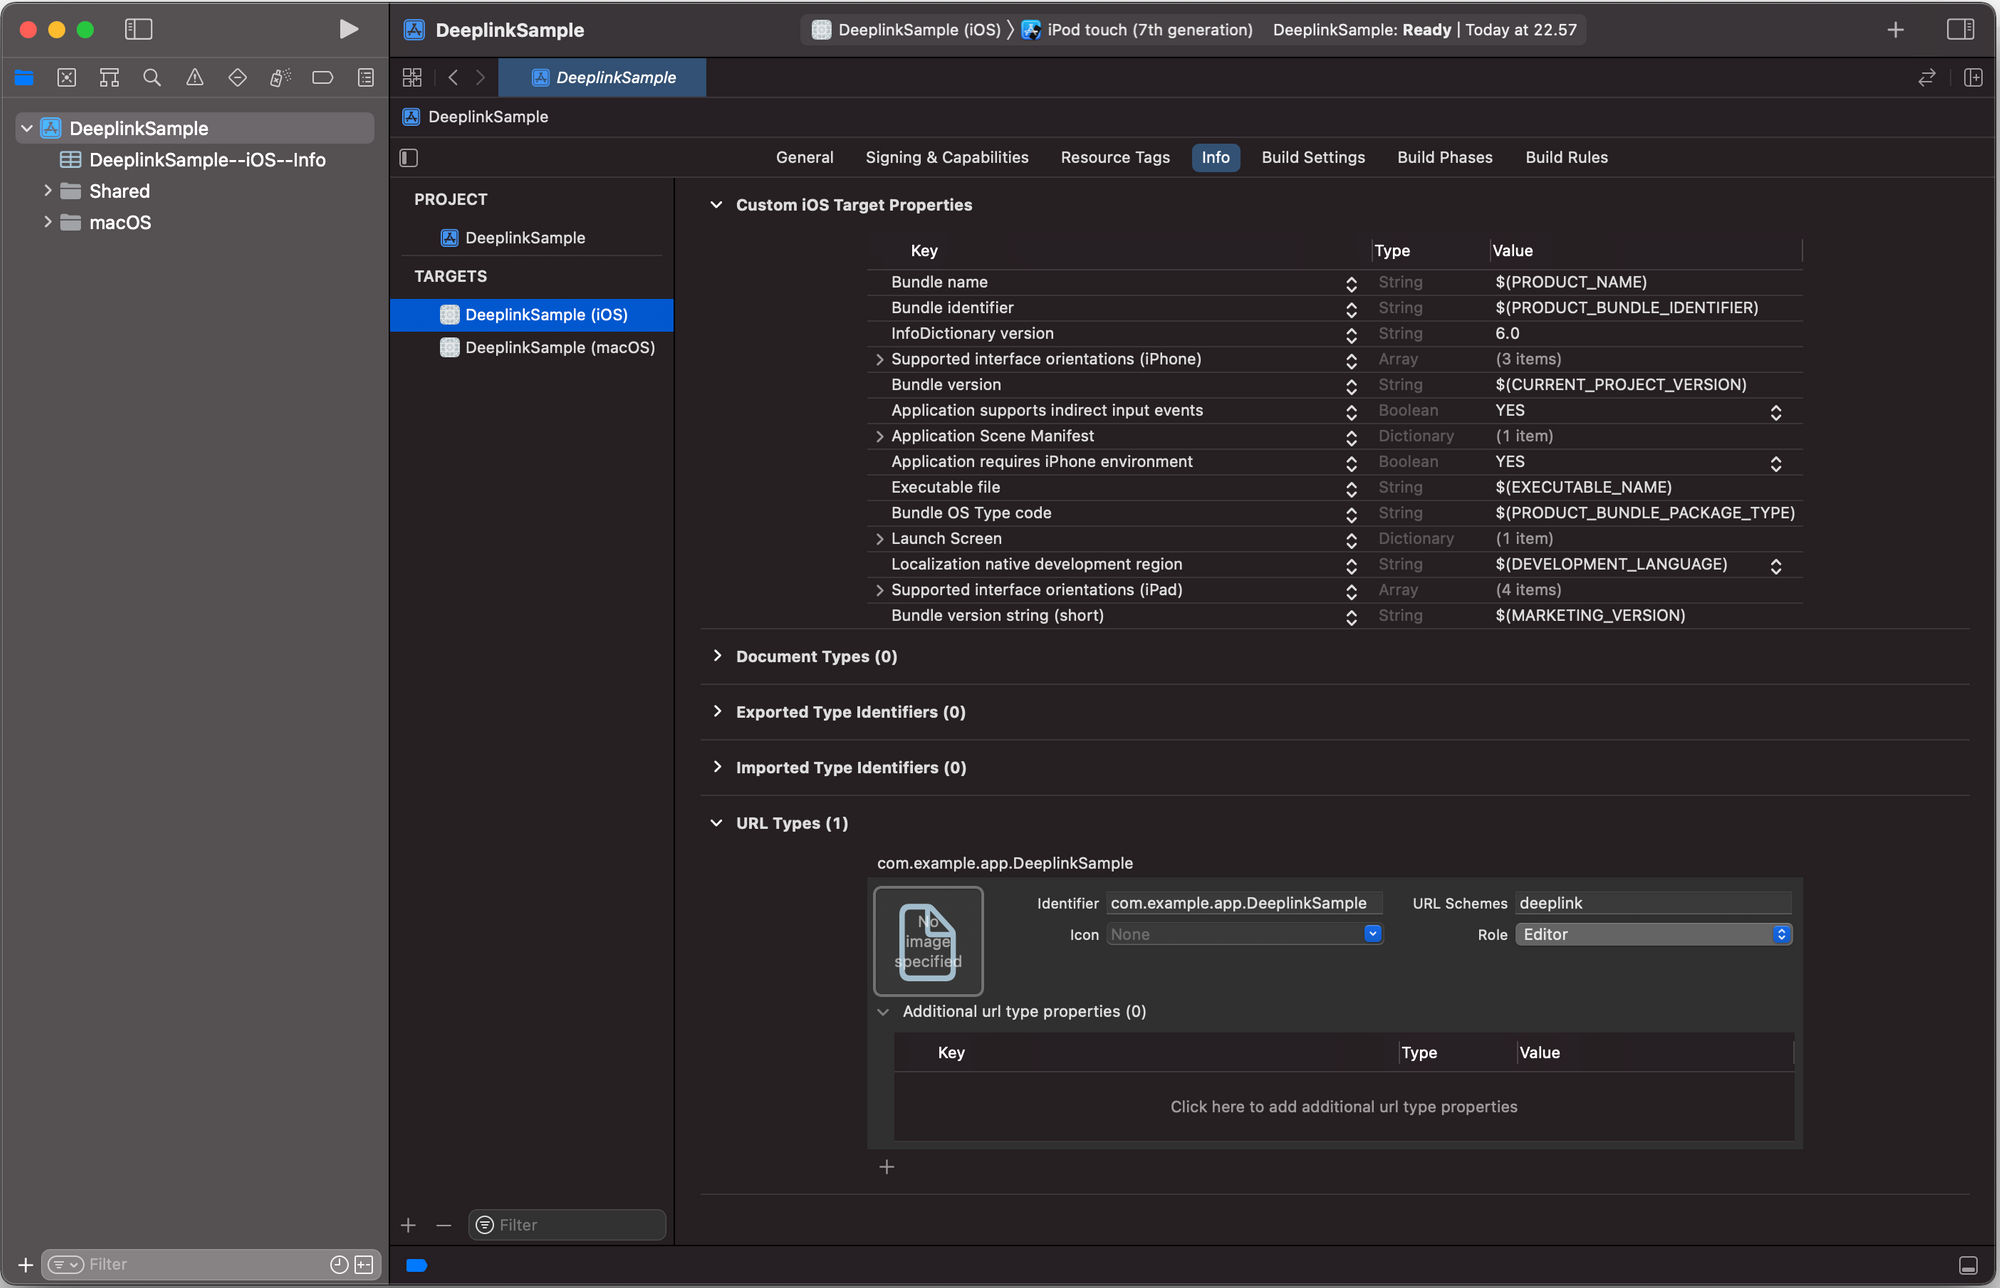 DeeplinkSample
DeeplinkSample (iOS) 〉 iPod touch (7th generation)
DeeplinkSample: Ready | Today at 22.57
DeeplinkSample
DeeplinkSample
DeeplinkSample
DeeplinkSample--iOS--Info
Shared
macOS
General
Signing & Capabilities
Resource Tags
Info
Build Settings
Build Phases
Build Rules
PROJECT
DeeplinkSample
TARGETS
DeeplinkSample (iOS)
DeeplinkSample (macOS)
Custom iOS Target Properties
Key Type Value
Bundle name String $(PRODUCT_NAME)
Bundle identifier String $(PRODUCT_BUNDLE_IDENTIFIER)
InfoDictionary version String 6.0
Supported interface orientations (iPhone) Array (3 items)
Bundle version String $(CURRENT_PROJECT_VERSION)
Application supports indirect input events Boolean YES
Application Scene Manifest Dictionary (1 item)
Application requires iPhone environment Boolean YES
Executable file String $(EXECUTABLE_NAME)
Bundle OS Type code String $(PRODUCT_BUNDLE_PACKAGE_TYPE)
Launch Screen Dictionary (1 item)
Localization native development region String $(DEVELOPMENT_LANGUAGE)
Supported interface orientations (iPad) Array (4 items)
Bundle version string (short) String $(MARKETING_VERSION)
Document Types (0)
Exported Type Identifiers (0)
Imported Type Identifiers (0)
URL Types (1)
com.example.app.DeeplinkSample
No
image
specified
Identifier com.example.app.DeeplinkSample URL Schemes deeplink
Icon None Role Editor
Additional url type properties (0)
Key Type Value
Click here to add additional url type properties
Filter
Filter